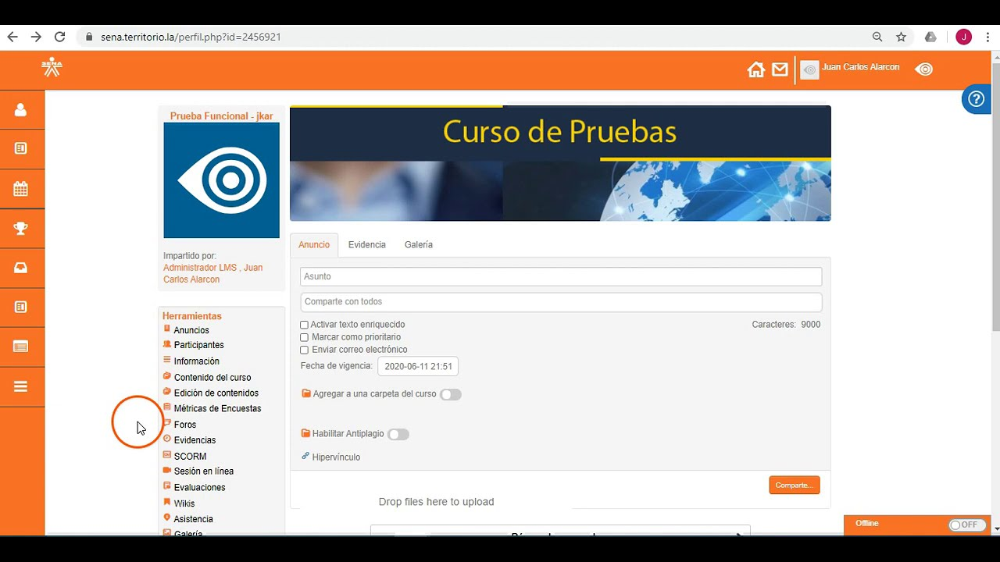 sena.territorio.la/perfil.php?id=2456921
J
SENA
Juan Carlos Alarcon
?
Prueba Funcional - jkar
Curso de Pruebas
Impartido por:
Administrador LMS , Juan
Carlos Alarcon
Anuncio Evidencia Galería
Asunto
Comparte con todos
Activar texto enriquecido
Caracteres: 9000
Marcar como prioritario
Enviar correo electrónico
Fecha de vigencia: 2020-06-11 21:51
Agregar a una carpeta del curso
Habilitar Antiplagio
Hipervínculo
Comparte...
Drop files here to upload
Herramientas
Anuncios
Participantes
Información
Contenido del curso
Edición de contenidos
Métricas de Encuestas
Foros
Evidencias
SCORM
Sesión en línea
Evaluaciones
Wikis
Asistencia
Galería
Offline
OFF